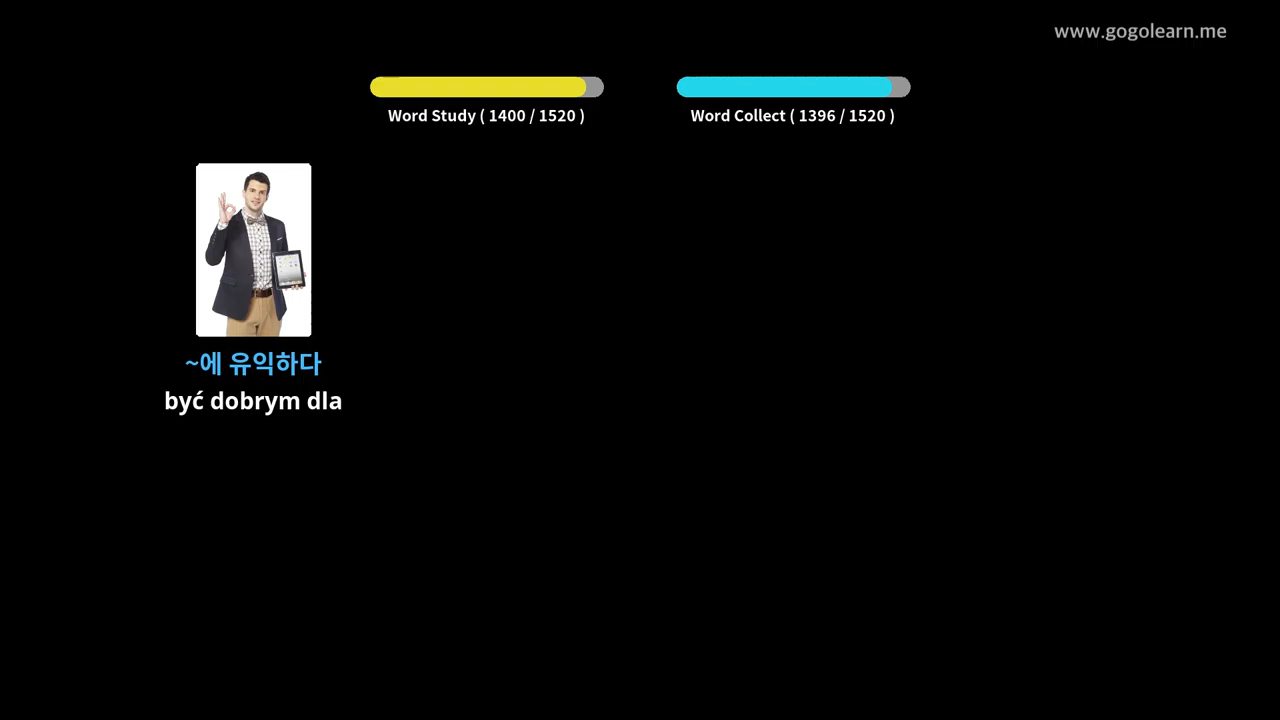 www.gogolearn.me
Word Study ( 1400 / 1520 )
Word Collect ( 1396 / 1520 )
~에 유익하다
być dobrym dla